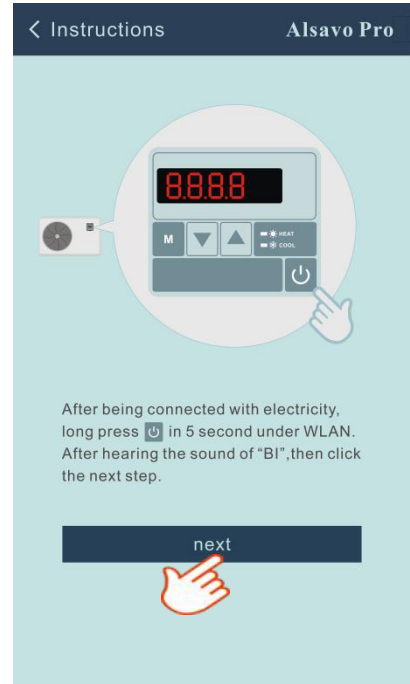 < Instructions Alsavo Pro
8.8.8.8
M HEAT
COOL
After being connected with electricity,
long press in 5 second under WLAN.
After hearing the sound of “BI”,then click
the next step.
next